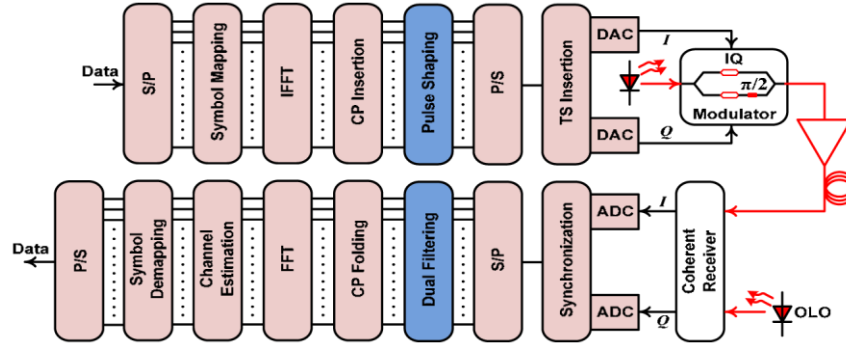 Data
S/P
Symbol Mapping
IFFT
CP Insertion
Pulse Shaping
P/S
TS Insertion
DAC
I
DAC
Q
IQ
π/2
Modulator
Data
P/S
Symbol
Demapping
Channel
Estimation
FFT
CP Folding
Dual Filtering
S/P
Synchronization
ADC
I
ADC
Q
Coherent
Receiver
OLO